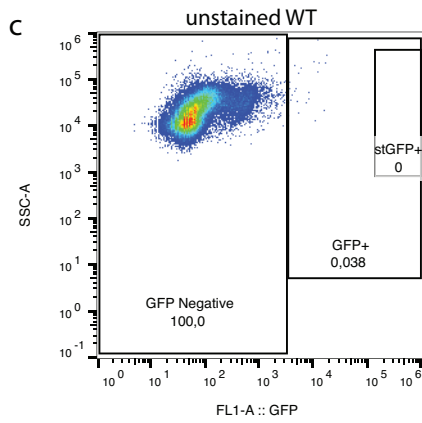 C
unstained WT
10 6
10 5
10 4
10 3
10 2
10 1
10 0
10 -1
SSC-A
stGFP+
0
GFP+
0,038
GFP Negative
100,0
10 0 10 1 10 2 10 3 10 4 10 5 10 6
FL1-A :: GFP